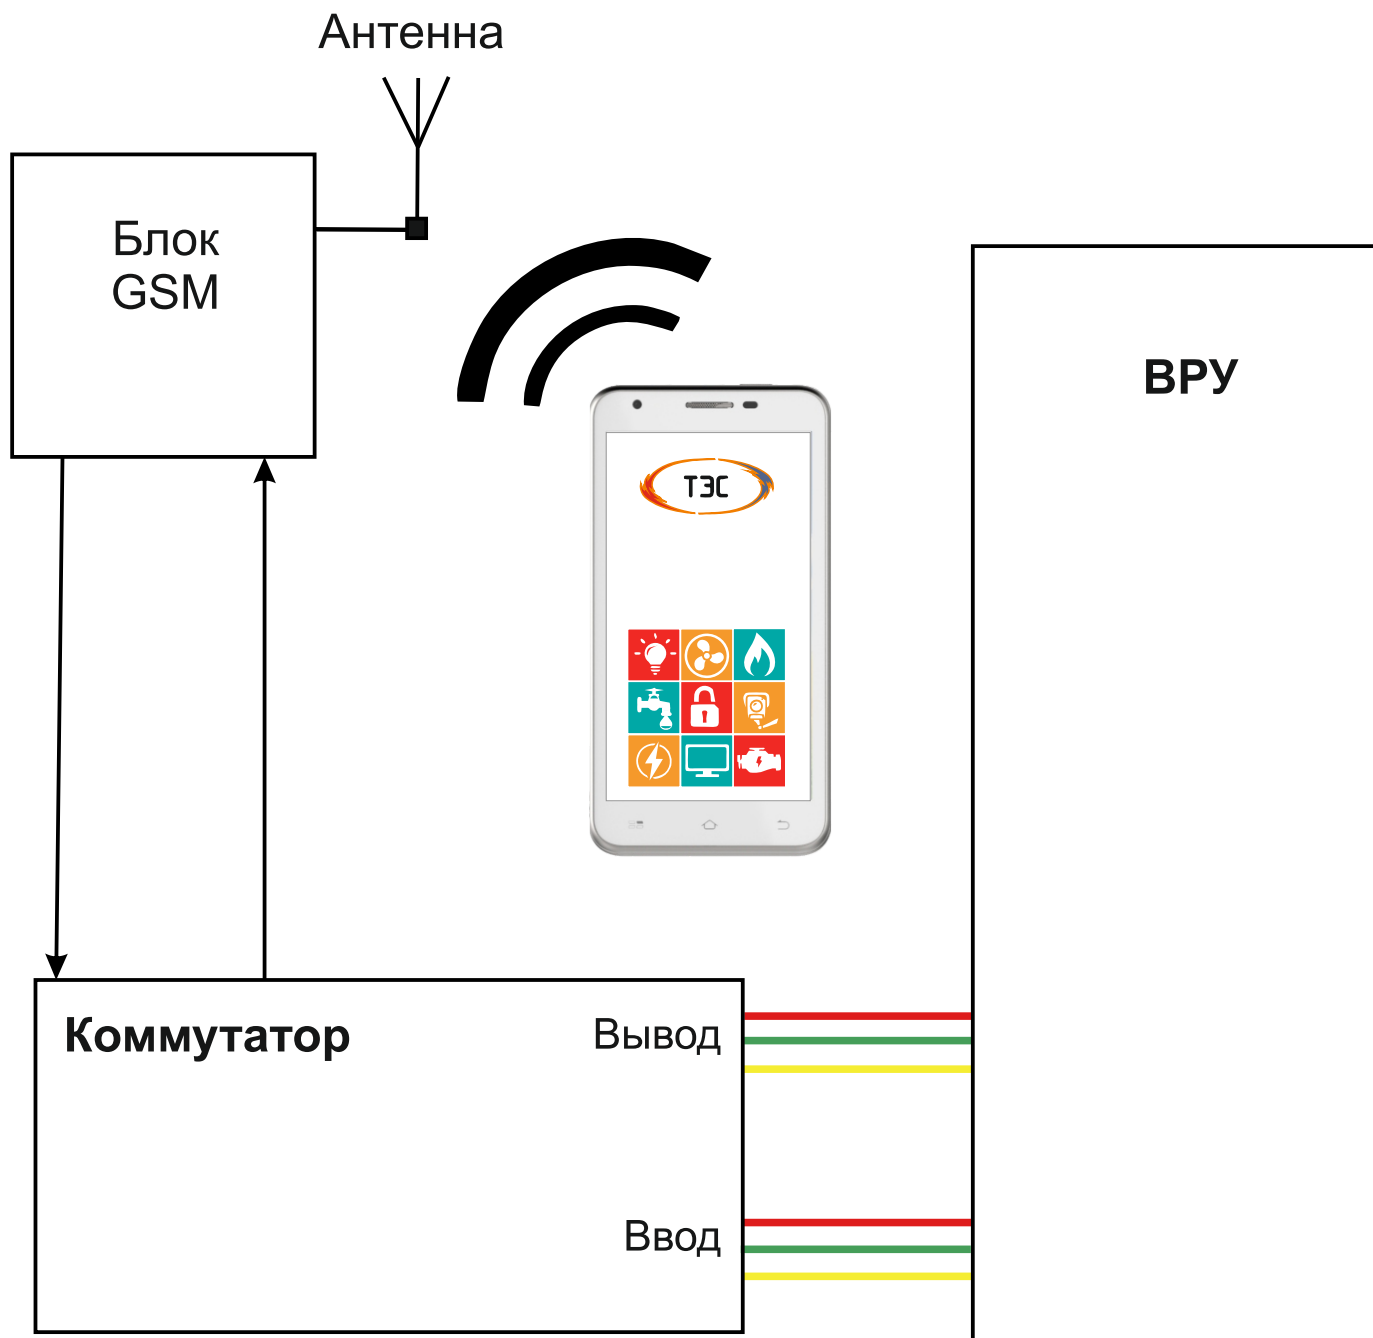 Антенна
Блок
GSM
ВРУ
ТЭС
Коммутатор
Вывод
Ввод